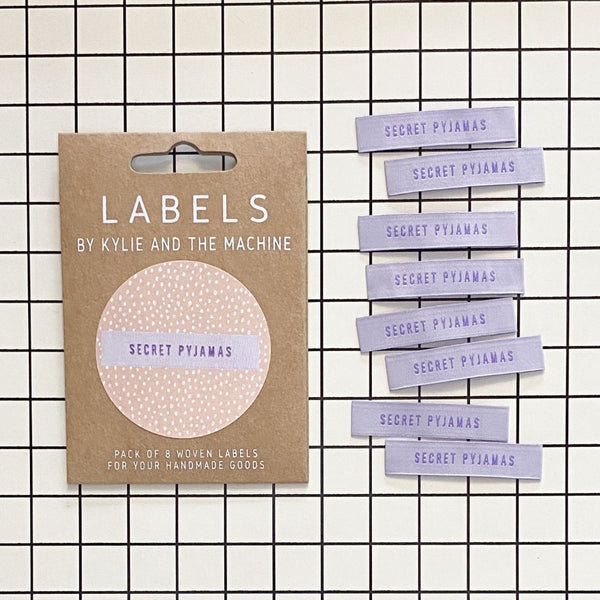 LABELS
BY KYLIE AND THE MACHINE
SECRET PYJAMAS
PACK OF 8 WOVEN LABELS
FOR YOUR HANDMADE GOODS
SECRET PYJAMAS
SECRET PYJAMAS
SECRET PYJAMAS
SECRET PYJAMAS
SECRET PYJAMAS
SECRET PYJAMAS
SECRET PYJAMAS
SECRET PYJAMAS